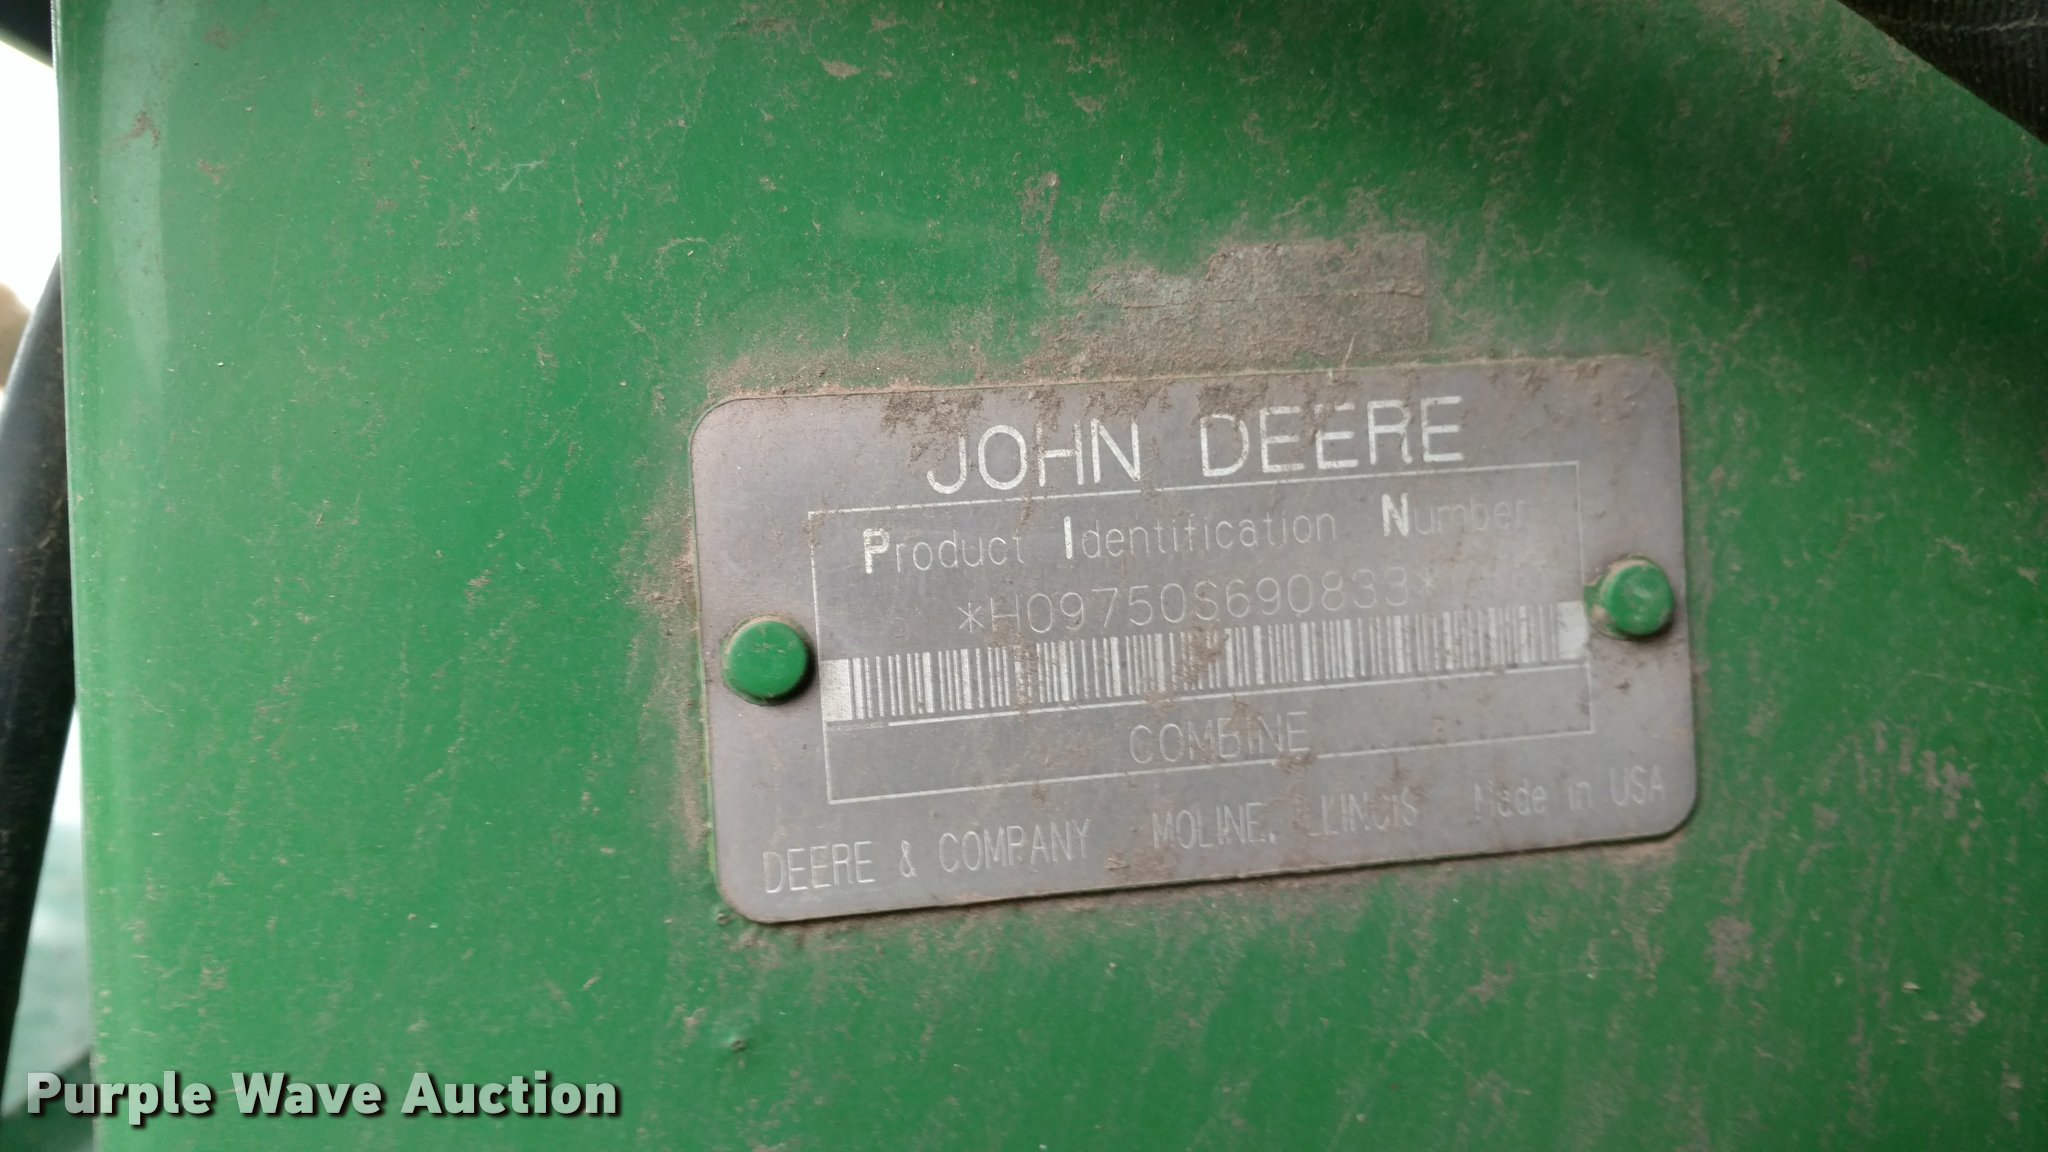 JOHN DEERE
Product Identification Number
*H09750S690833*
COMBINE
DEERE & COMPANY MOLINE, ILLINOIS Made in USA
Purple Wave Auction